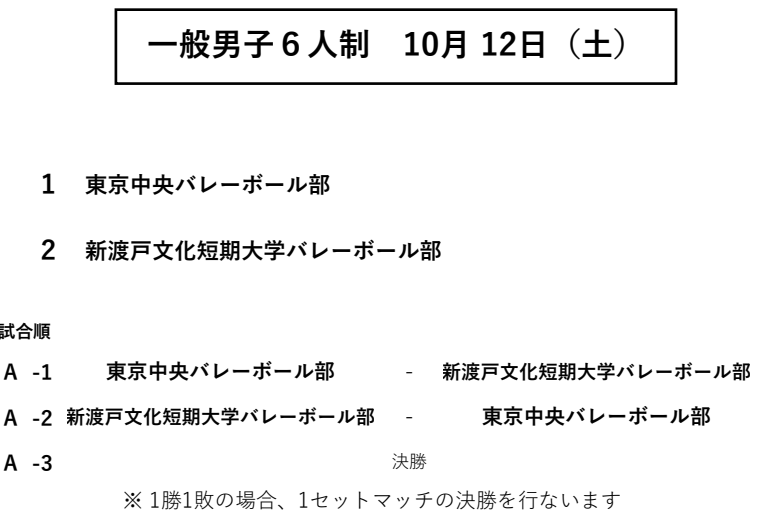 一般男子６人制　10月 12日（土）
1　東京中央バレーボール部
2　新渡戸文化短期大学バレーボール部
試合順
A -1　東京中央バレーボール部　-　新渡戸文化短期大学バレーボール部
A -2 新渡戸文化短期大学バレーボール部　-　東京中央バレーボール部
A -3　決勝
※ 1勝1敗の場合、1セットマッチの決勝を行ないます